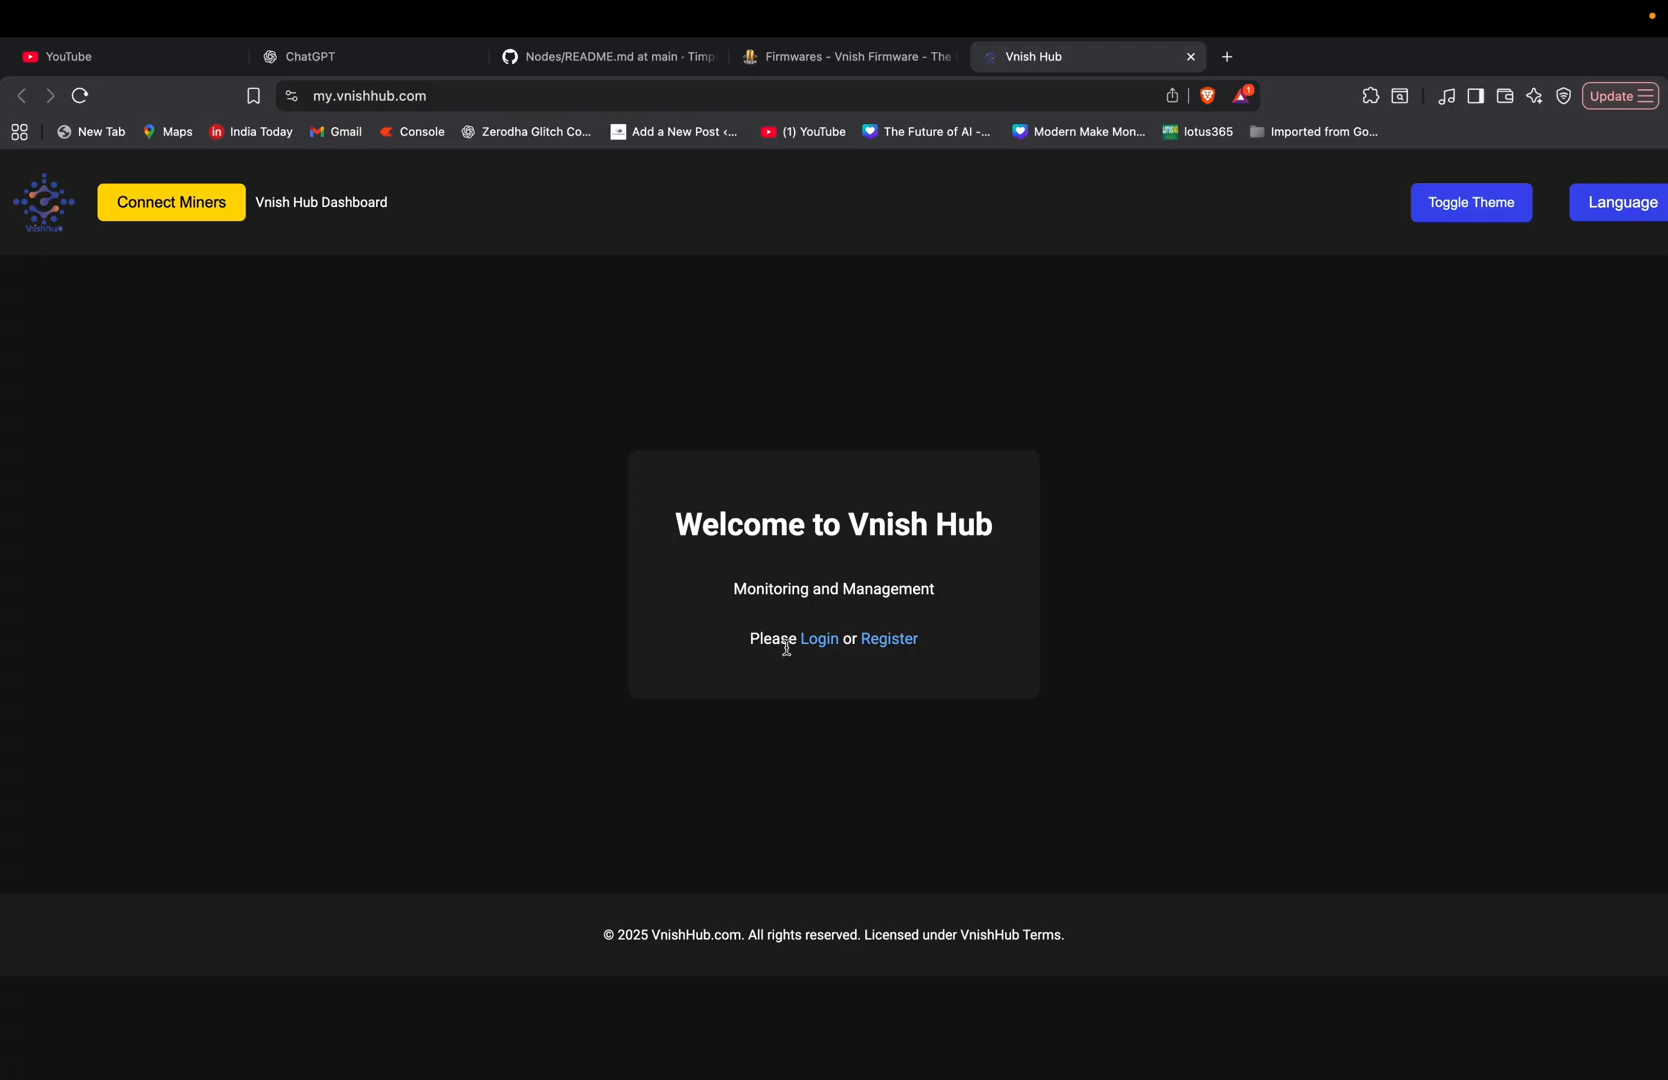 YouTube
ChatGPT
Nodes/README.md at main · Timp
Firmwares - Vnish Firmware - The
Vnish Hub
my.vnishhub.com
1
Update
New Tab
Maps
India Today
Gmail
Console
Zerodha Glitch Co...
Add a New Post ‹...
(1) YouTube
The Future of AI -...
Modern Make Mon...
lotus365
Imported from Go...
VnishHub
Connect Miners
Vnish Hub Dashboard
Toggle Theme
Language
Welcome to Vnish Hub
Monitoring and Management
Please Login or Register
© 2025 VnishHub.com. All rights reserved. Licensed under VnishHub Terms.